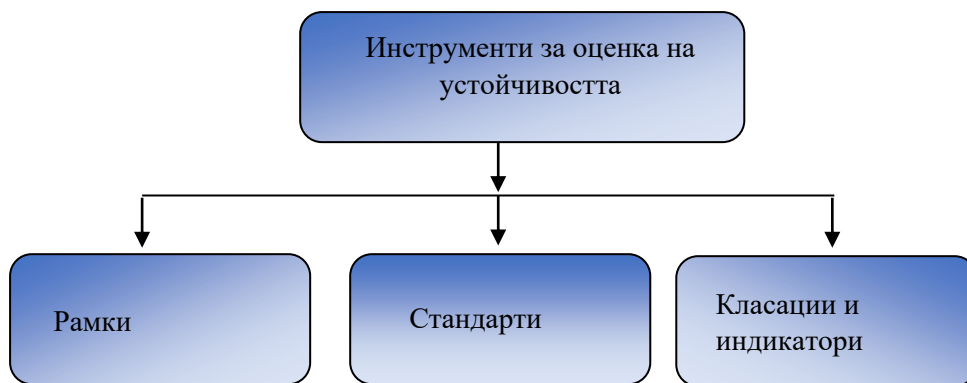 Инструменти за оценка на
устойчивостта
Рамки
Стандарти
Класации и
индикатори